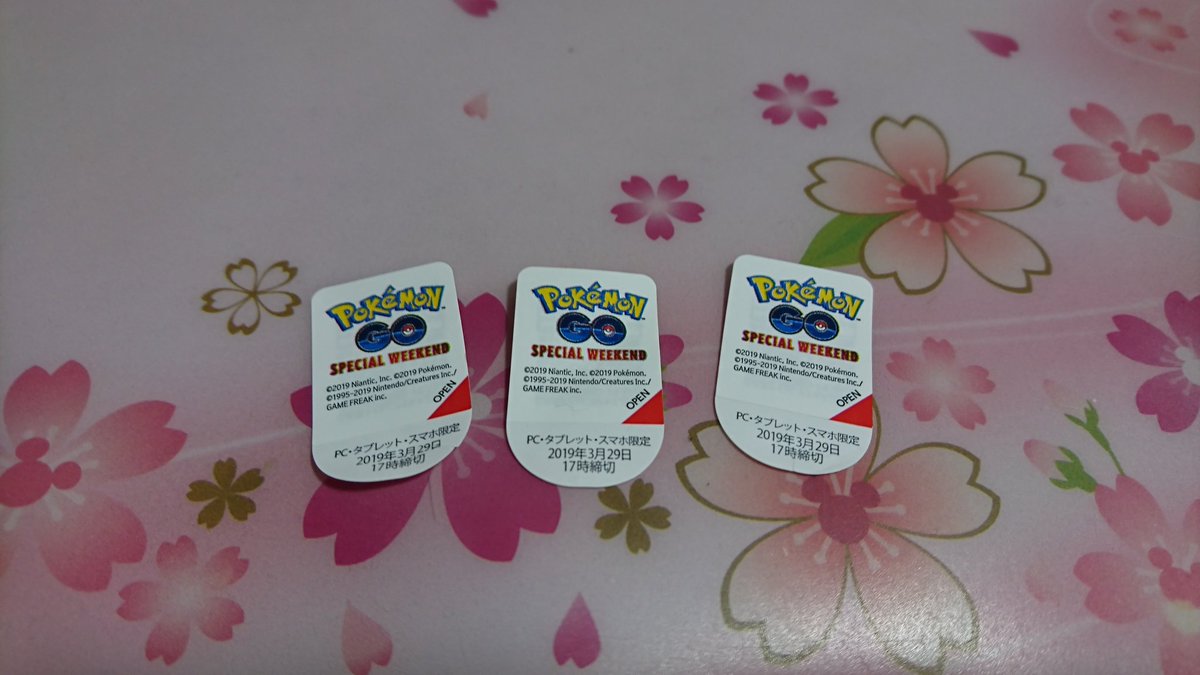 POKéMON™
GO
SPECIAL WEEKEND
©2019 Niantic, Inc. ©2019 Pokémon.
©1995-2019 Nintendo/Creatures Inc./
GAME FREAK inc.
OPEN
PC・タブレット・スマホ限定
2019年3月29日
17時締切
POKéMON™
GO
SPECIAL WEEKEND
©2019 Niantic, Inc. ©2019 Pokémon.
©1995-2019 Nintendo/Creatures Inc./
GAME FREAK inc.
OPEN
PC・タブレット・スマホ限定
2019年3月29日
17時締切
POKéMON™
GO
SPECIAL WEEKEND
©2019 Niantic, Inc. ©2019 Pokémon.
©1995-2019 Nintendo/Creatures Inc./
GAME FREAK inc.
OPEN
PC・タブレット・スマホ限定
2019年3月29日
17時締切